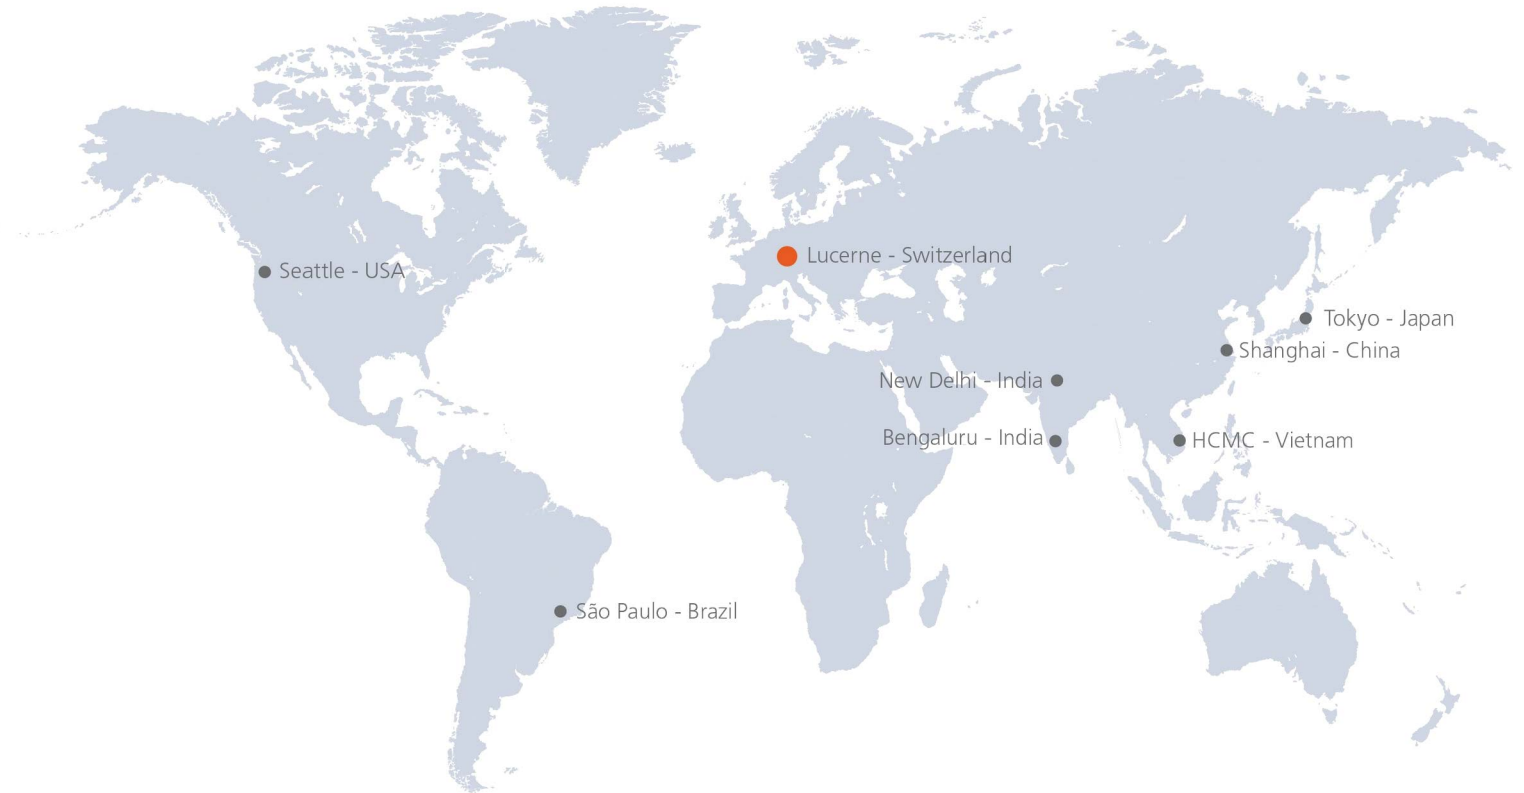 Lucerne - Switzerland
Seattle - USA
Tokyo - Japan
Shanghai - China
New Delhi - India
Bengaluru - India
HCMC - Vietnam
São Paulo - Brazil